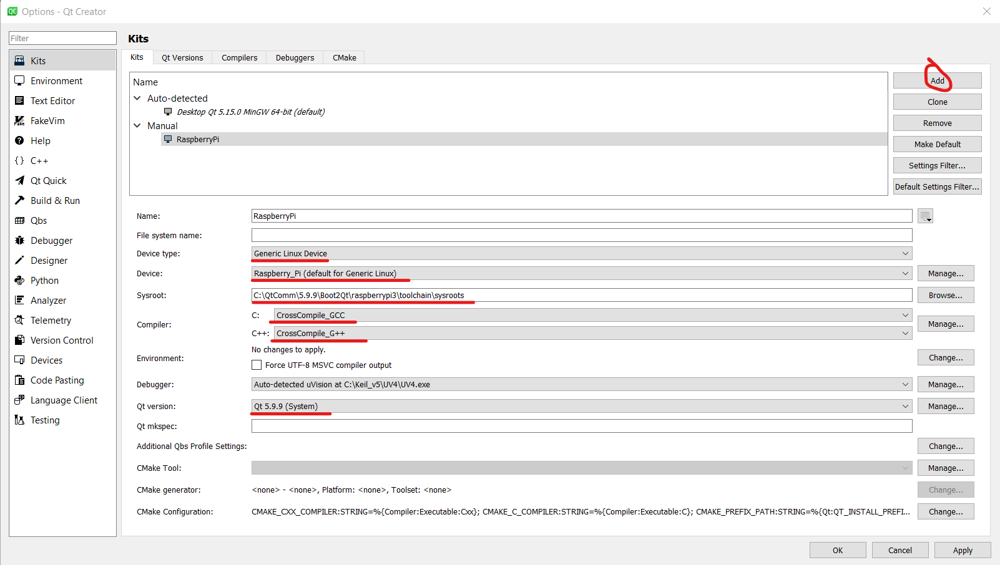 QC Options - Qt Creator
Filter
Kits
Environment
Text Editor
FakeVim
Help
C++
Qt Quick
Build & Run
Qbs
Debugger
Designer
Python
Analyzer
Telemetry
Version Control
Devices
Code Pasting
Language Client
Testing
Kits
Kits Qt Versions Compilers Debuggers CMake
Name
Auto-detected
Desktop Qt 5.15.0 MinGW 64-bit (default)
Manual
RaspberryPi
Add
Clone
Remove
Make Default
Settings Filter...
Default Settings Filter...
Name: RaspberryPi
File system name:
Device type: Generic Linux Device
Device: Raspberry_Pi (default for Generic Linux) Manage...
Sysroot: C:\QtComm\5.9.9\Boot2Qt\raspberrypi3\toolchain\sysroots Browse...
Compiler: C: CrossCompile_GCC Manage...
C++: CrossCompile_G++
Environment: No changes to apply. Change...
Force UTF-8 MSVC compiler output
Debugger: Auto-detected uVision at C:\Keil_v5\UV4\UV4.exe Manage...
Qt version: Qt 5.9.9 (System) Manage...
Qt mkspec:
Additional Qbs Profile Settings: Change...
CMake Tool: Manage...
CMake generator: <none> - <none>, Platform: <none>, Toolset: <none> Change...
CMake Configuration: CMAKE_CXX_COMPILER:STRING=%{Compiler:Executable:Cxx}; CMAKE_C_COMPILER:STRING=%{Compiler:Executable:C}; CMAKE_PREFIX_PATH:STRING=%{Qt:QT_INSTALL_PREFI... Change...
OK Cancel Apply